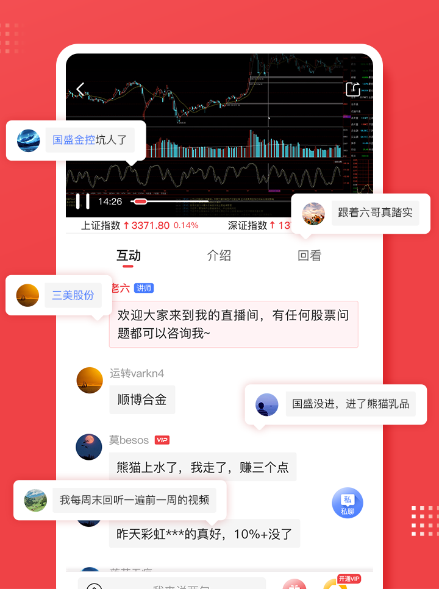 国盛金控坑人了
14:26
跟着六哥真踏实
上证指数 3371.80 0.14%
深证指数
互动 介绍 回看
三美股份
老六 讲师
欢迎大家来到我的直播间，有任何股票问
题都可以咨询我~
运转varkn4
顺博合金
国盛没进，进了熊猫乳品
莫besos VIP
熊猫上水了，我走了，赚三个点
我每周末回听一遍前一周的视频
私
私聊
昨天彩虹***的真好，10%+没了
开通VIP